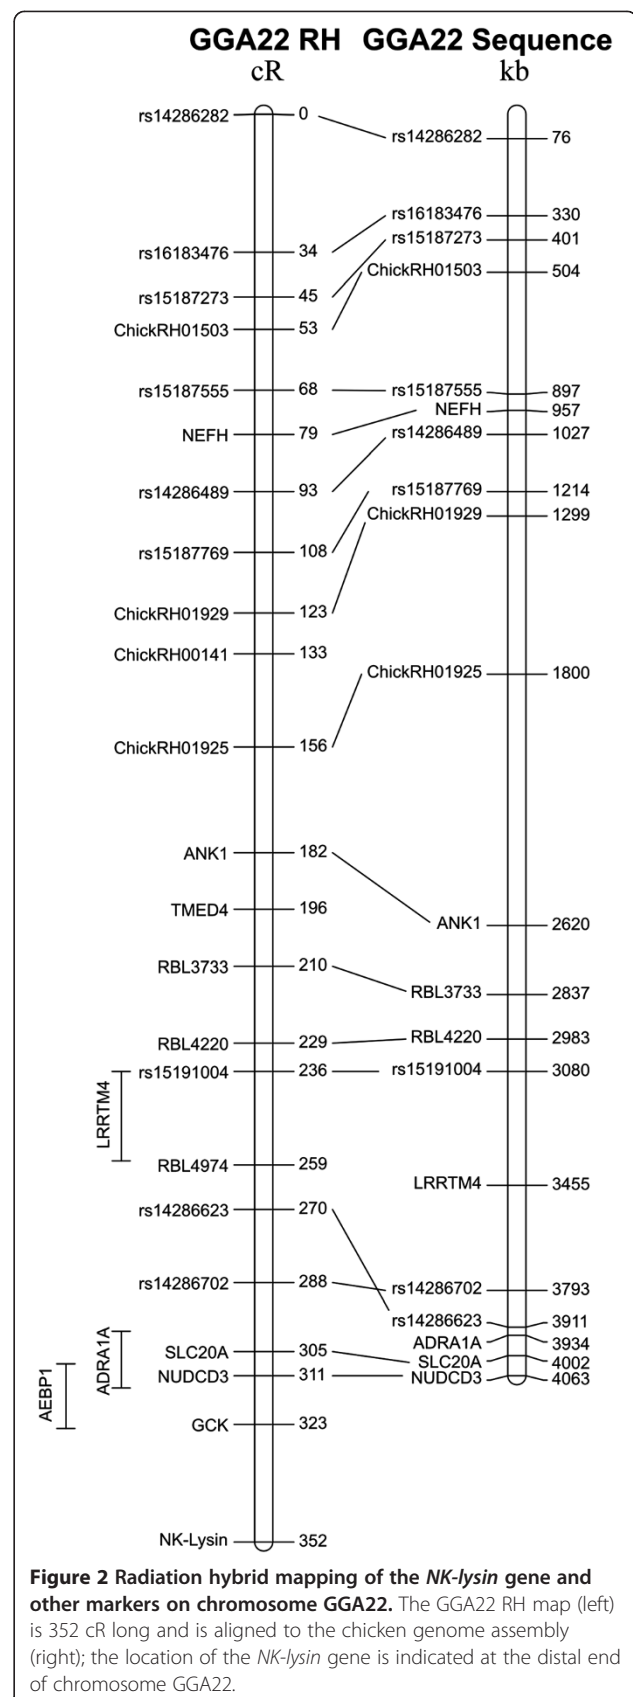 GGA22 RH GGA22 Sequence
cR kb
rs14286282 0
rs14286282 76
rs16183476 330
rs15187273 401
rs16183476 34
ChickRH01503 504
rs15187273 45
ChickRH01503 53
rs15187555 68
rs15187555 897
NEFH 957
NEFH 79
rs14286489 1027
rs14286489 93
rs15187769 1214
ChickRH01929 1299
rs15187769 108
ChickRH01929 123
ChickRH00141 133
ChickRH01925 1800
ChickRH01925 156
ANK1 182
TMED4 196
ANK1 2620
RBL3733 210
RBL3733 2837
RBL4220 2983
RBL4220 229
rs15191004 236
rs15191004 3080
LRRTM4
RBL4974 259
LRRTM4 3455
rs14286623 270
rs14286702 288
rs14286702 3793
rs14286623 3911
ADRA1A 3934
ADRA1A
SLC20A 305
SLC20A 4002
NUDCD3 311
NUDCD3 4063
AEBP1
GCK 323
NK-Lysin 352
Figure 2 Radiation hybrid mapping of the NK-lysin gene and
other markers on chromosome GGA22. The GGA22 RH map (left)
is 352 cR long and is aligned to the chicken genome assembly
(right); the location of the NK-lysin gene is indicated at the distal end
of chromosome GGA22.